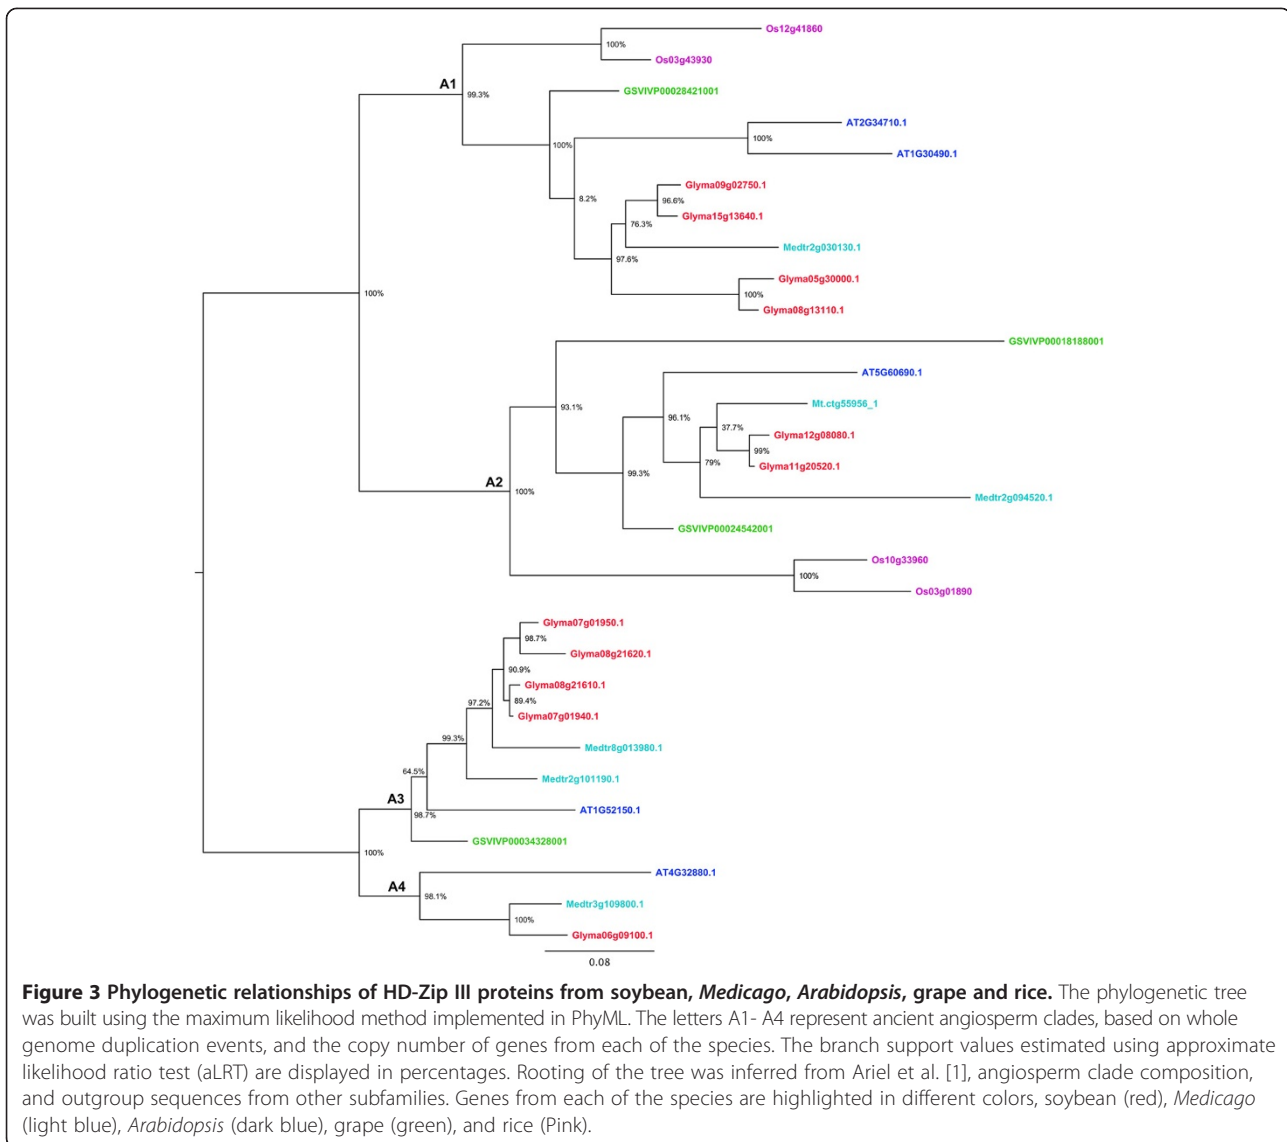 Os12g41860
100%
Os03g43930
A1
99.3%
GSVIVP00028421001
AT2G34710.1
100%
100%
AT1G30490.1
Glyma09g02750.1
8.2%
96.6%
Glyma15g13640.1
76.3%
Medtr2g030130.1
97.6%
Glyma05g30000.1
100%
100%
Glyma08g13110.1
GSVIVP00018188001
AT5G60690.1
93.1%
Mt.ctg55956_1
96.1%
37.7%
Glyma12g08080.1
99%
79%
Glyma11g20520.1
99.3%
A2
100%
Medtr2g094520.1
GSVIVP00024542001
Os10g33960
100%
Os03g01890
Glyma07g01950.1
98.7%
Glyma08g21620.1
90.9%
Glyma08g21610.1
97.2%
89.4%
Glyma07g01940.1
99.3%
Medtr8g013980.1
64.5%
Medtr2g101190.1
A3
98.7%
AT1G52150.1
GSVIVP00034328001
100%
AT4G32880.1
A4
98.1%
Medtr3g109800.1
100%
Glyma06g09100.1
0.08
Figure 3 Phylogenetic relationships of HD-Zip III proteins from soybean, Medicago, Arabidopsis, grape and rice. The phylogenetic tree
was built using the maximum likelihood method implemented in PhyML. The letters A1- A4 represent ancient angiosperm clades, based on whole
genome duplication events, and the copy number of genes from each of the species. The branch support values estimated using approximate
likelihood ratio test (aLRT) are displayed in percentages. Rooting of the tree was inferred from Ariel et al. [1], angiosperm clade composition,
and outgroup sequences from other subfamilies. Genes from each of the species are highlighted in different colors, soybean (red), Medicago
(light blue), Arabidopsis (dark blue), grape (green), and rice (Pink).